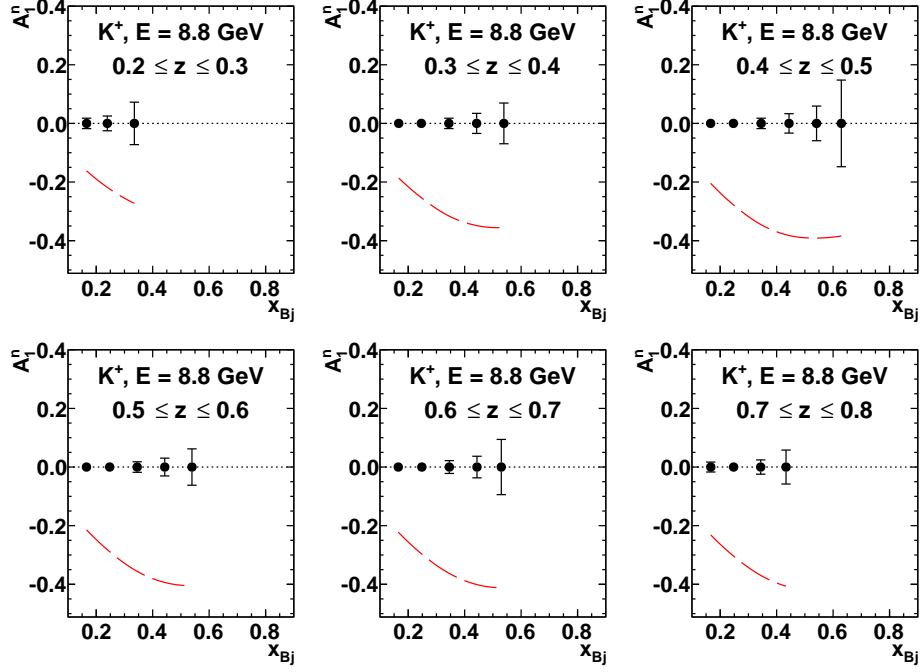 A₁ⁿ
0.4
K⁺, E = 8.8 GeV
0.2 ≤ z ≤ 0.3
0.2
0.0
-0.2
-0.4
0.2 0.4 0.6 0.8
x_Bj
A₁ⁿ
0.4
K⁺, E = 8.8 GeV
0.3 ≤ z ≤ 0.4
0.2
0.0
-0.2
-0.4
0.2 0.4 0.6 0.8
x_Bj
A₁ⁿ
0.4
K⁺, E = 8.8 GeV
0.4 ≤ z ≤ 0.5
0.2
0.0
-0.2
-0.4
0.2 0.4 0.6 0.8
x_Bj
A₁ⁿ
0.4
K⁺, E = 8.8 GeV
0.5 ≤ z ≤ 0.6
0.2
0.0
-0.2
-0.4
0.2 0.4 0.6 0.8
x_Bj
A₁ⁿ
0.4
K⁺, E = 8.8 GeV
0.6 ≤ z ≤ 0.7
0.2
0.0
-0.2
-0.4
0.2 0.4 0.6 0.8
x_Bj
A₁ⁿ
0.4
K⁺, E = 8.8 GeV
0.7 ≤ z ≤ 0.8
0.2
0.0
-0.2
-0.4
0.2 0.4 0.6 0.8
x_Bj